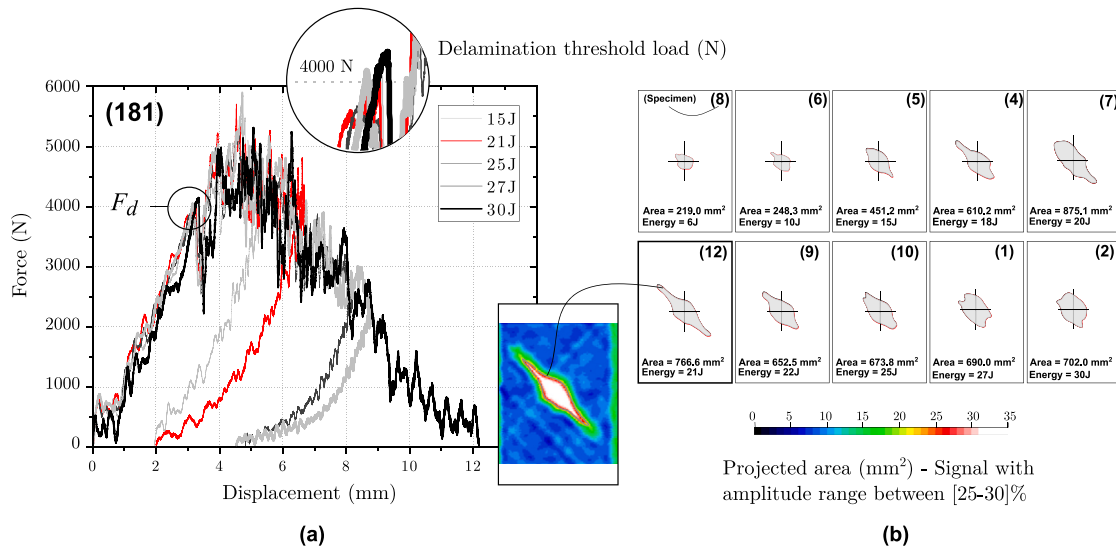 Delamination threshold load (N)
4000 N
(181)
15J
21J
25J
27J
30J
F_d
Force (N)
6000
5000
4000
3000
2000
1000
0
0 2 4 6 8 10 12
Displacement (mm)
(a)
(Specimen) (8)
Area = 219.0 mm²
Energy = 6J
(6)
Area = 248.3 mm²
Energy = 10J
(5)
Area = 451.2 mm²
Energy = 15J
(4)
Area = 610.2 mm²
Energy = 18J
(7)
Area = 875.1 mm²
Energy = 20J
(12)
Area = 766.6 mm²
Energy = 21J
(9)
Area = 652.5 mm²
Energy = 22J
(10)
Area = 673.8 mm²
Energy = 25J
(1)
Area = 690.0 mm²
Energy = 27J
(2)
Area = 702.0 mm²
Energy = 30J
0 5 10 15 20 25 30 35
Projected area (mm²) - Signal with
amplitude range between [25-30]%
(b)